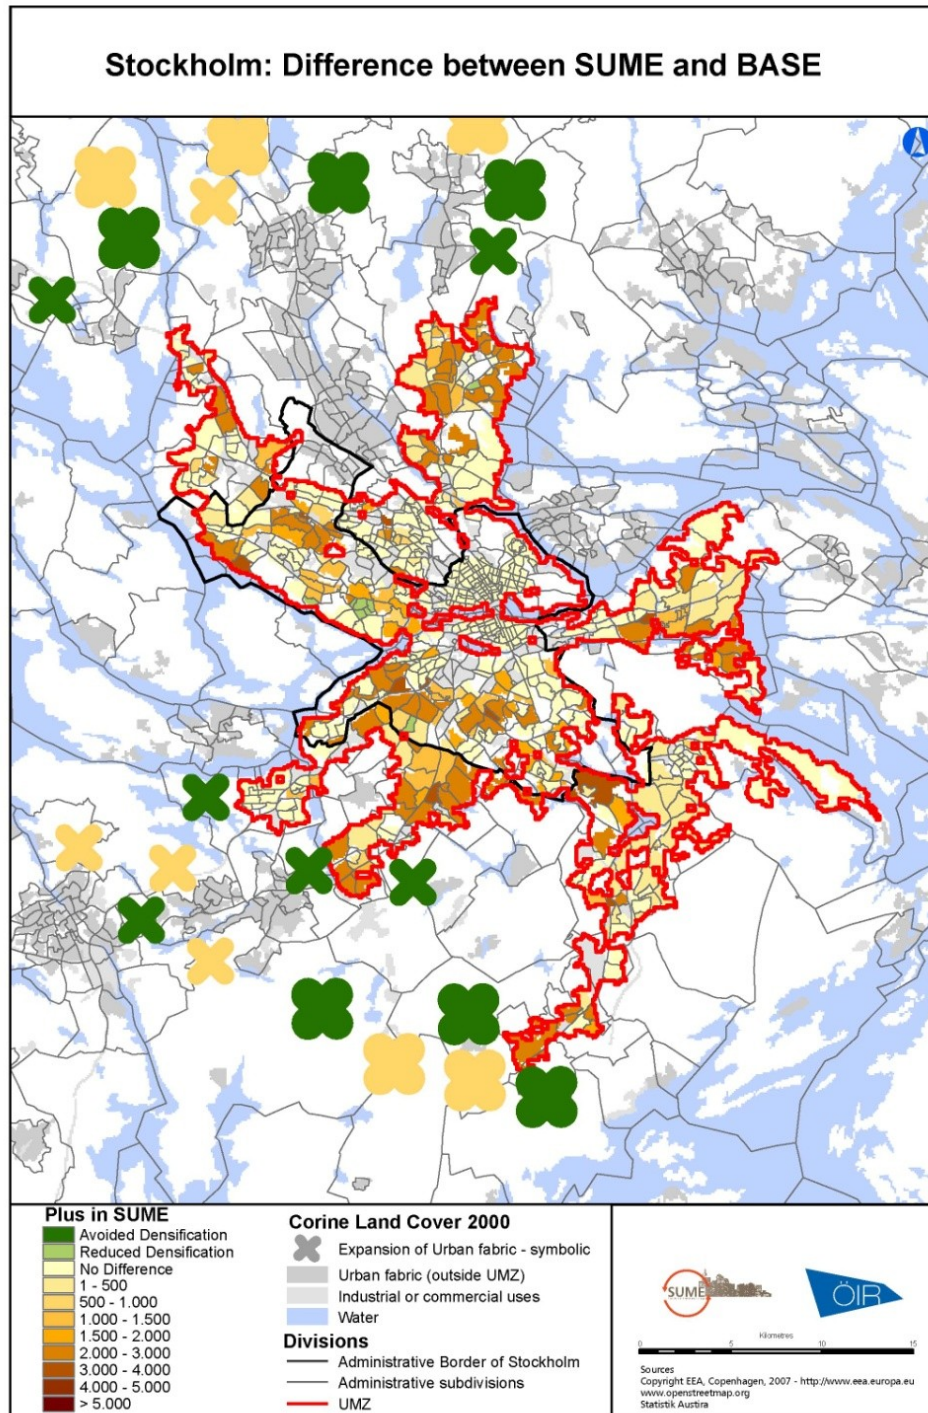 Stockholm: Difference between SUME and BASE
Plus in SUME
Avoided Densification
Reduced Densification
No Difference
1 - 500
500 - 1.000
1.000 - 1.500
1.500 - 2.000
2.000 - 3.000
3.000 - 4.000
4.000 - 5.000
> 5.000
Corine Land Cover 2000
Expansion of Urban fabric - symbolic
Urban fabric (outside UMZ)
Industrial or commercial uses
Water
Divisions
Administrative Border of Stockholm
Administrative subdivisions
UMZ
SUME
ÖIR
Kilometres
0 5 10 15
Sources
Copyright EEA, Copenhagen, 2007 - http://www.eea.europa.eu
www.openstreetmap.org
Statistik Austira